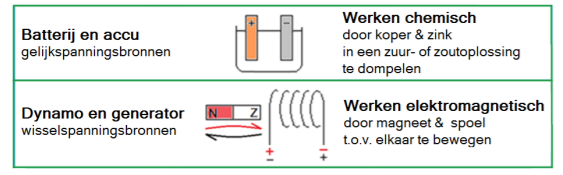 Batterij en accu
gelijkspanningsbronnen
+ −
Werken chemisch
door koper & zink
in een zuur- of zoutoplossing
te dompelen
Dynamo en generator
wisselspanningsbronnen
N Z
+ −
− +
Werken elektromagnetisch
door magneet & spoel
t.o.v. elkaar te bewegen